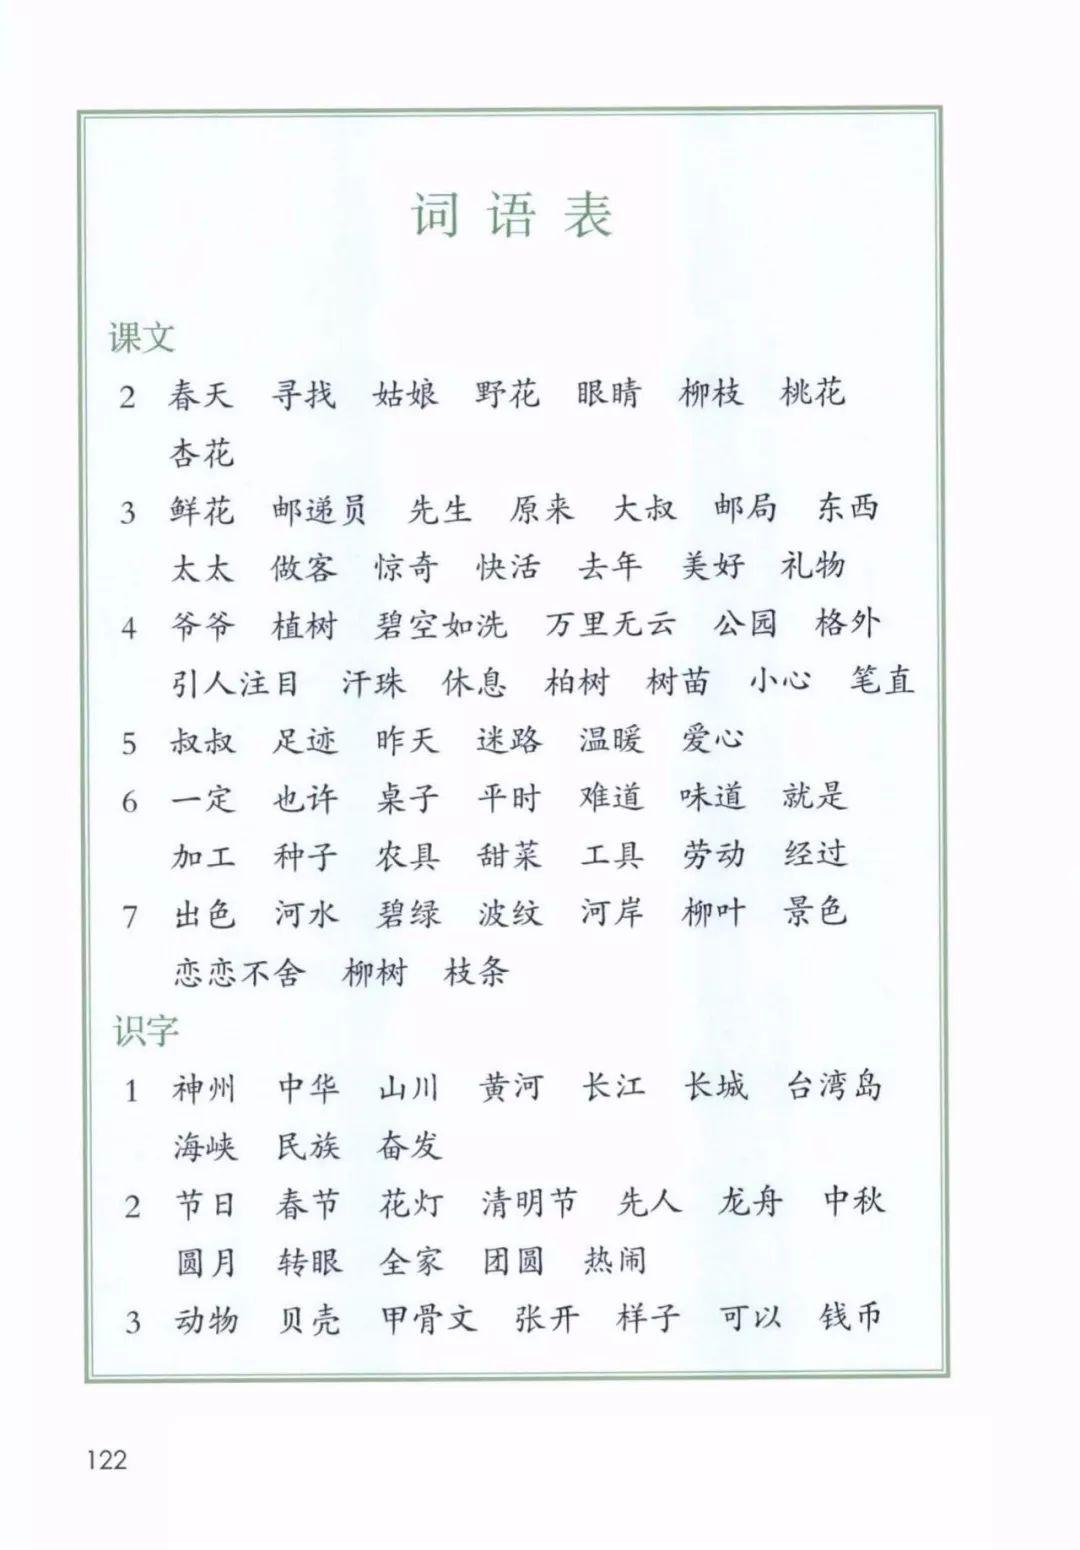 词语表
课文
2 春天 寻找 姑娘 野花 眼睛 柳枝 桃花
杏花
3 鲜花 邮递员 先生 原来 大叔 邮局 东西
太太 做客 惊奇 快活 去年 美好 礼物
4 爷爷 植树 碧空如洗 万里无云 公园 格外
引人注目 汗珠 休息 柏树 树苗 小心 笔直
5 叔叔 足迹 昨天 迷路 温暖 爱心
6 一定 也许 桌子 平时 难道 味道 就是
加工 种子 农具 甜菜 工具 劳动 经过
7 出色 河水 碧绿 波纹 河岸 柳叶 景色
恋恋不舍 柳树 枝条
识字
1 神州 中华 山川 黄河 长江 长城 台湾岛
海峡 民族 奋发
2 节日 春节 花灯 清明节 先人 龙舟 中秋
圆月 转眼 全家 团圆 热闹
3 动物 贝壳 甲骨文 张开 样子 可以 钱币
122